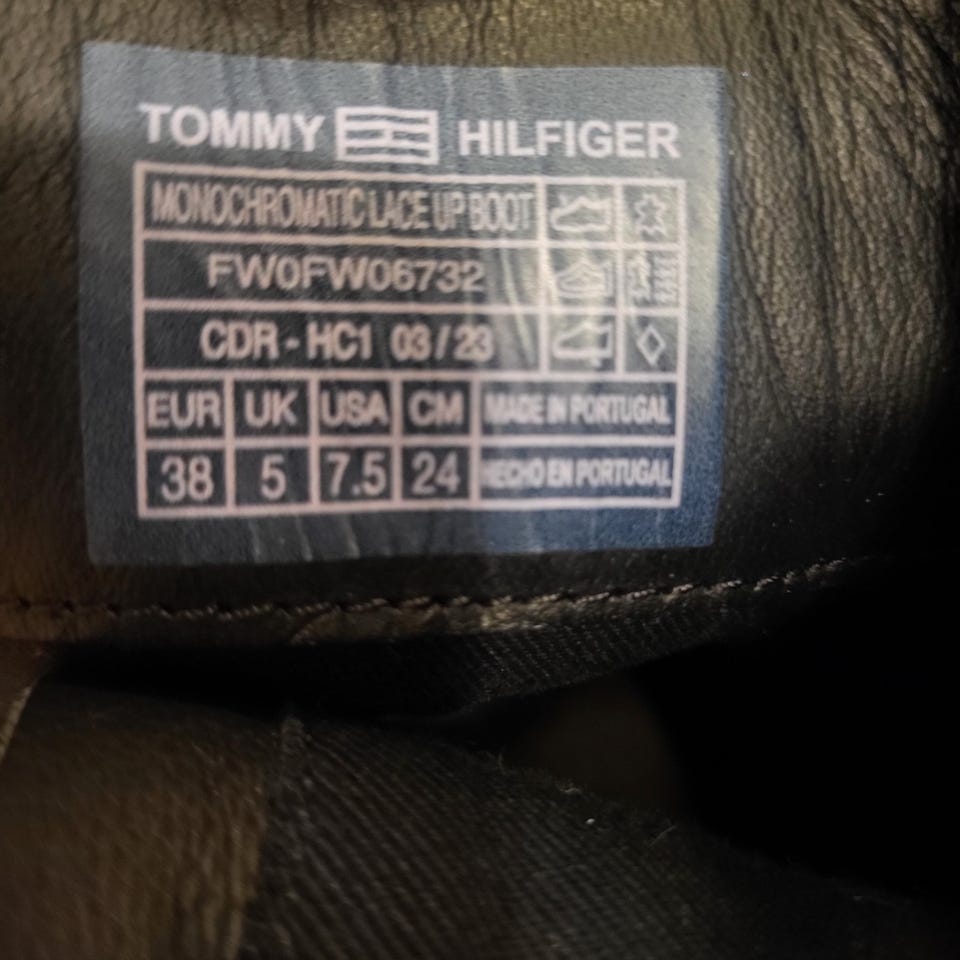 TOMMY HILFIGER
MONOCHROMATIC LACE UP BOOT
FW0FW06732
CDR - HC1 03 / 23
EUR UK USA CM MADE IN PORTUGAL
38 5 7.5 24 HECHO EN PORTUGAL